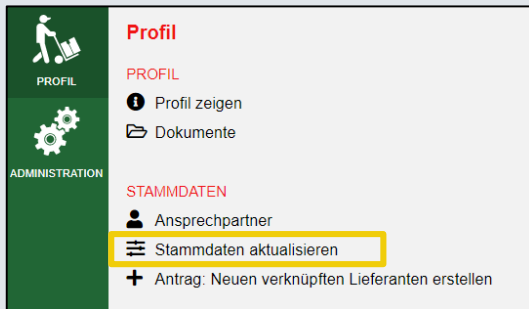 PROFIL
ADMINISTRATION
Profil
PROFIL
Profil zeigen
Dokumente
STAMMDATEN
Ansprechpartner
Stammdaten aktualisieren
Antrag: Neuen verknüpften Lieferanten erstellen